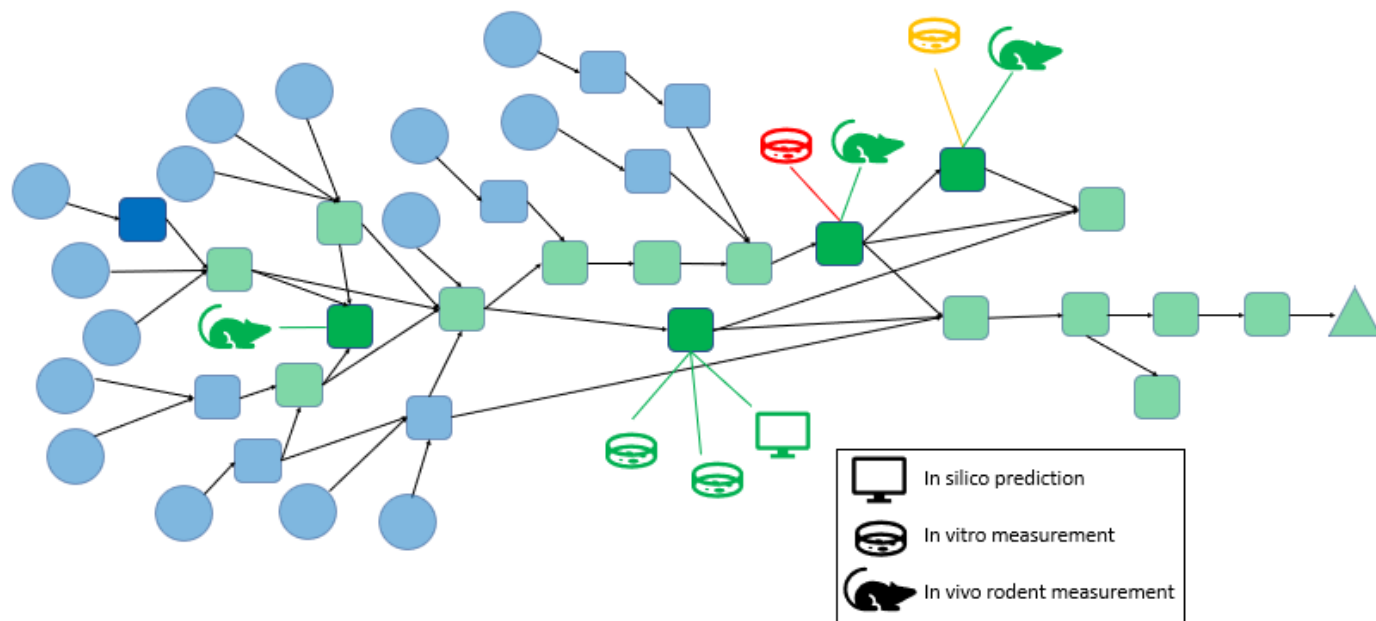 In silico prediction
In vitro measurement
In vivo rodent measurement